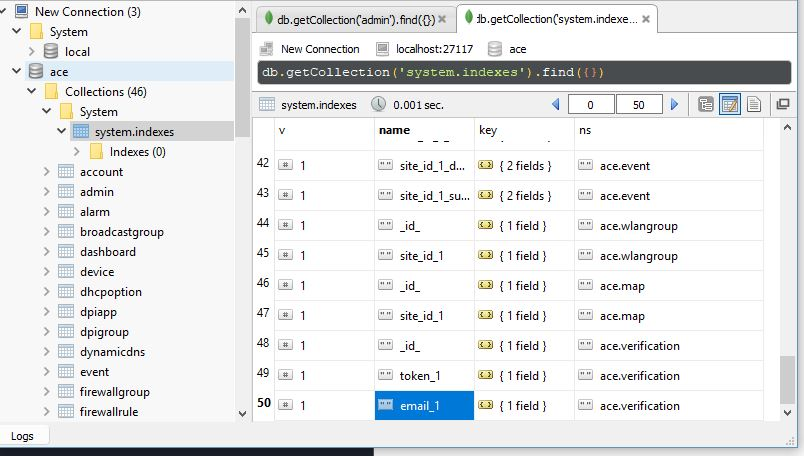 New Connection (3)
System
local
ace
Collections (46)
System
system.indexes
Indexes (0)
account
admin
alarm
broadcastgroup
dashboard
device
dhcpoption
dpiapp
dpigroup
dynamicdns
event
firewallgroup
firewallrule
Logs
db.getCollection('admin').find({})
db.getCollection('system.indexe...
New Connection localhost:27117 ace
db.getCollection('system.indexes').find({})
system.indexes 0.001 sec. 0 50
v name key ns
42 1 site_id_1_d... { 2 fields } ace.event
43 1 site_id_1_su... { 2 fields } ace.event
44 1 _id_ { 1 field } ace.wlangroup
45 1 site_id_1 { 1 field } ace.wlangroup
46 1 _id_ { 1 field } ace.map
47 1 site_id_1 { 1 field } ace.map
48 1 _id_ { 1 field } ace.verification
49 1 token_1 { 1 field } ace.verification
50 1 email_1 { 1 field } ace.verification